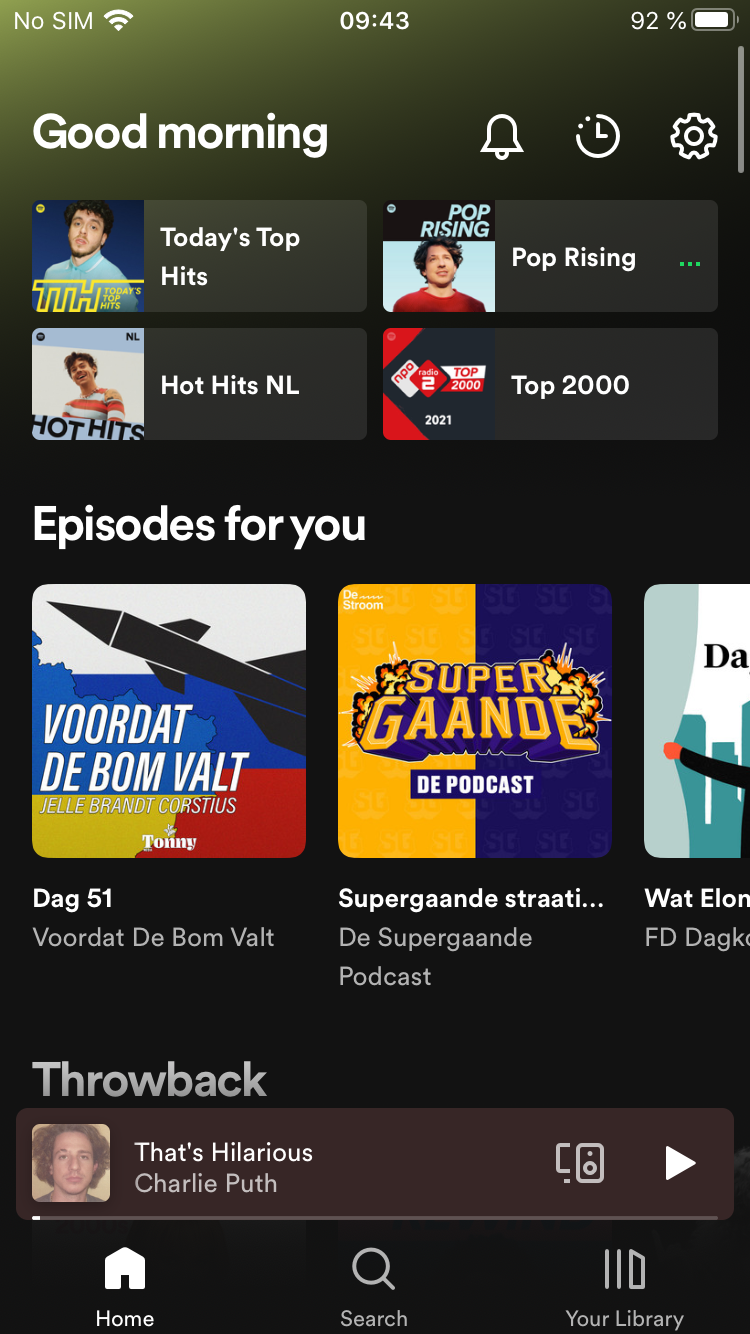 No SIM 09:43 92 %
Good morning
TTH TODAY'S
TOP
HITS
Today's Top
Hits
POP
RISING
Pop Rising
...
NL
HOT HITS
Hot Hits NL
npo radio 2 TOP 2000
2021
Top 2000
Episodes for you
VOORDAT
DE BOM VALT
JELLE BRANDT CORSTIUS
Tonny
De
Stroom
SUPER
GAANDE
DE PODCAST
Da
Dag 51
Voordat De Bom Valt
Supergaande straati...
De Supergaande
Podcast
Wat Elon
FD Dagko
Throwback
That's Hilarious
Charlie Puth
Home
Search
Your Library